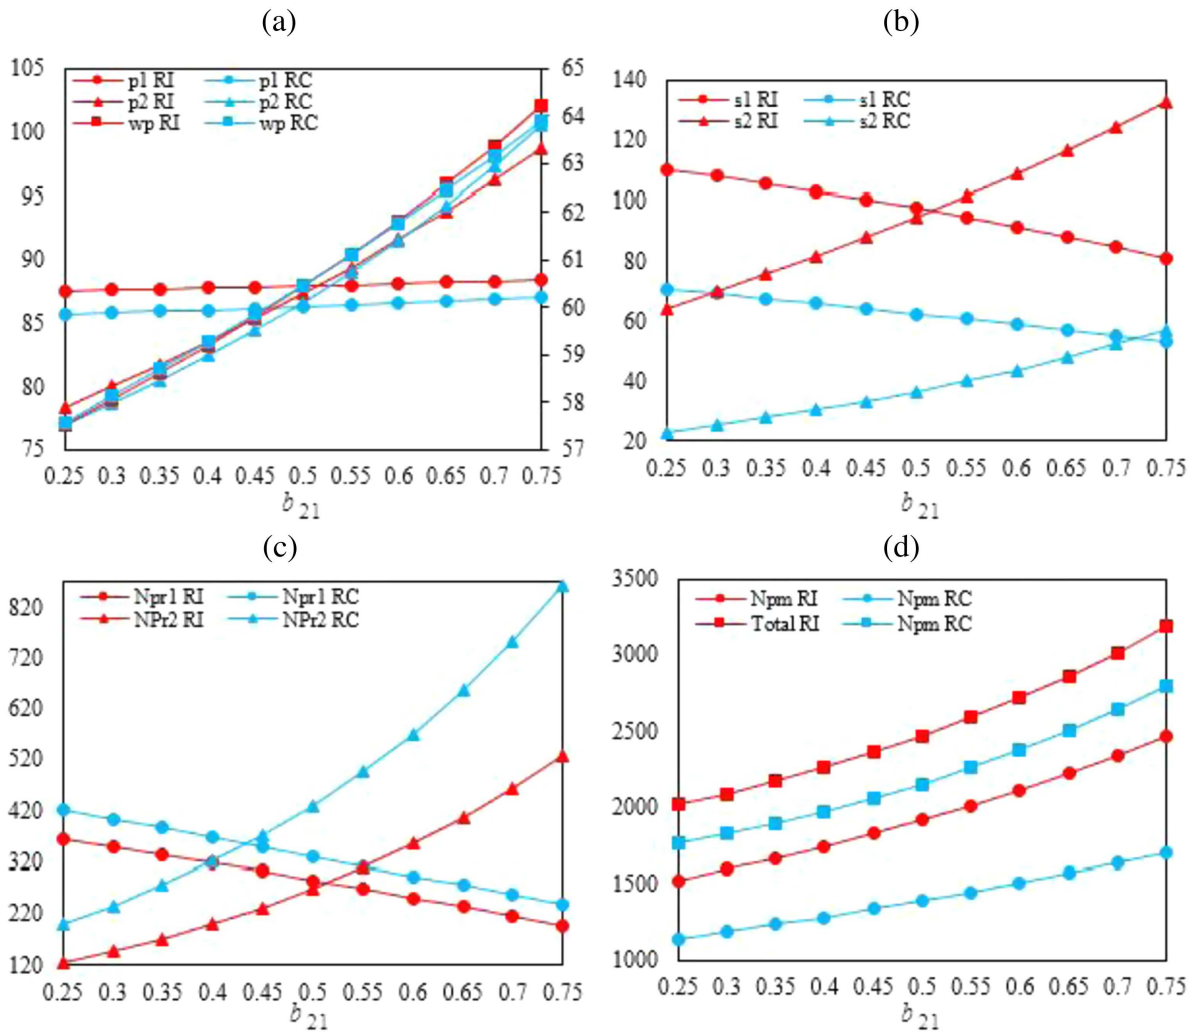 (a)
p1 RI p1 RC
p2 RI p2 RC
wp RI wp RC
105
100
95
90
85
80
75
65
64
63
62
61
60
59
58
57
0.25 0.3 0.35 0.4 0.45 0.5 0.55 0.6 0.65 0.7 0.75
b 21
(b)
s1 RI s1 RC
s2 RI s2 RC
140
120
100
80
60
40
20
0.25 0.3 0.35 0.4 0.45 0.5 0.55 0.6 0.65 0.7 0.75
b 21
(c)
Npr1 RI Npr1 RC
NPr2 RI NPr2 RC
820
720
620
520
420
320
220
120
0.25 0.3 0.35 0.4 0.45 0.5 0.55 0.6 0.65 0.7 0.75
b 21
(d)
Npm RI Npm RC
Total RI Npm RC
3500
3000
2500
2000
1500
1000
0.25 0.3 0.35 0.4 0.45 0.5 0.55 0.6 0.65 0.7 0.75
b 21